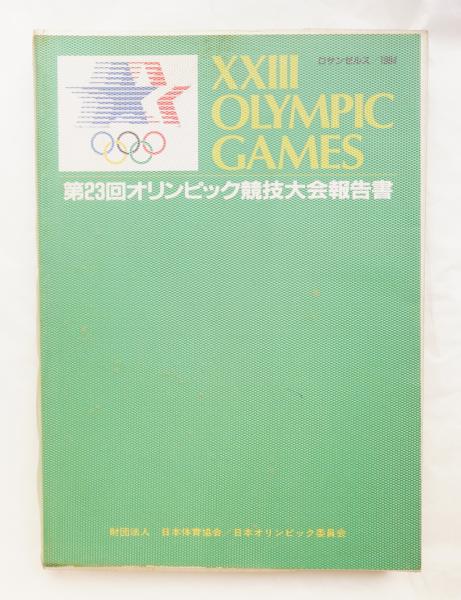 ロサンゼルス / 1984
XXIII
OLYMPIC
GAMES
第23回オリンピック競技大会報告書
財団法人 日本体育協会/日本オリンピック委員会